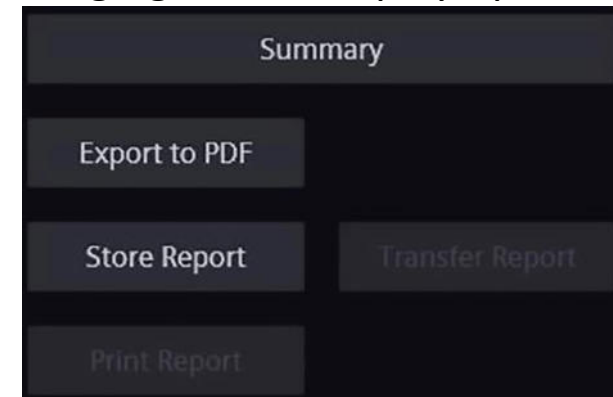 Summary
Export to PDF
Store Report
Transfer Report
Print Report